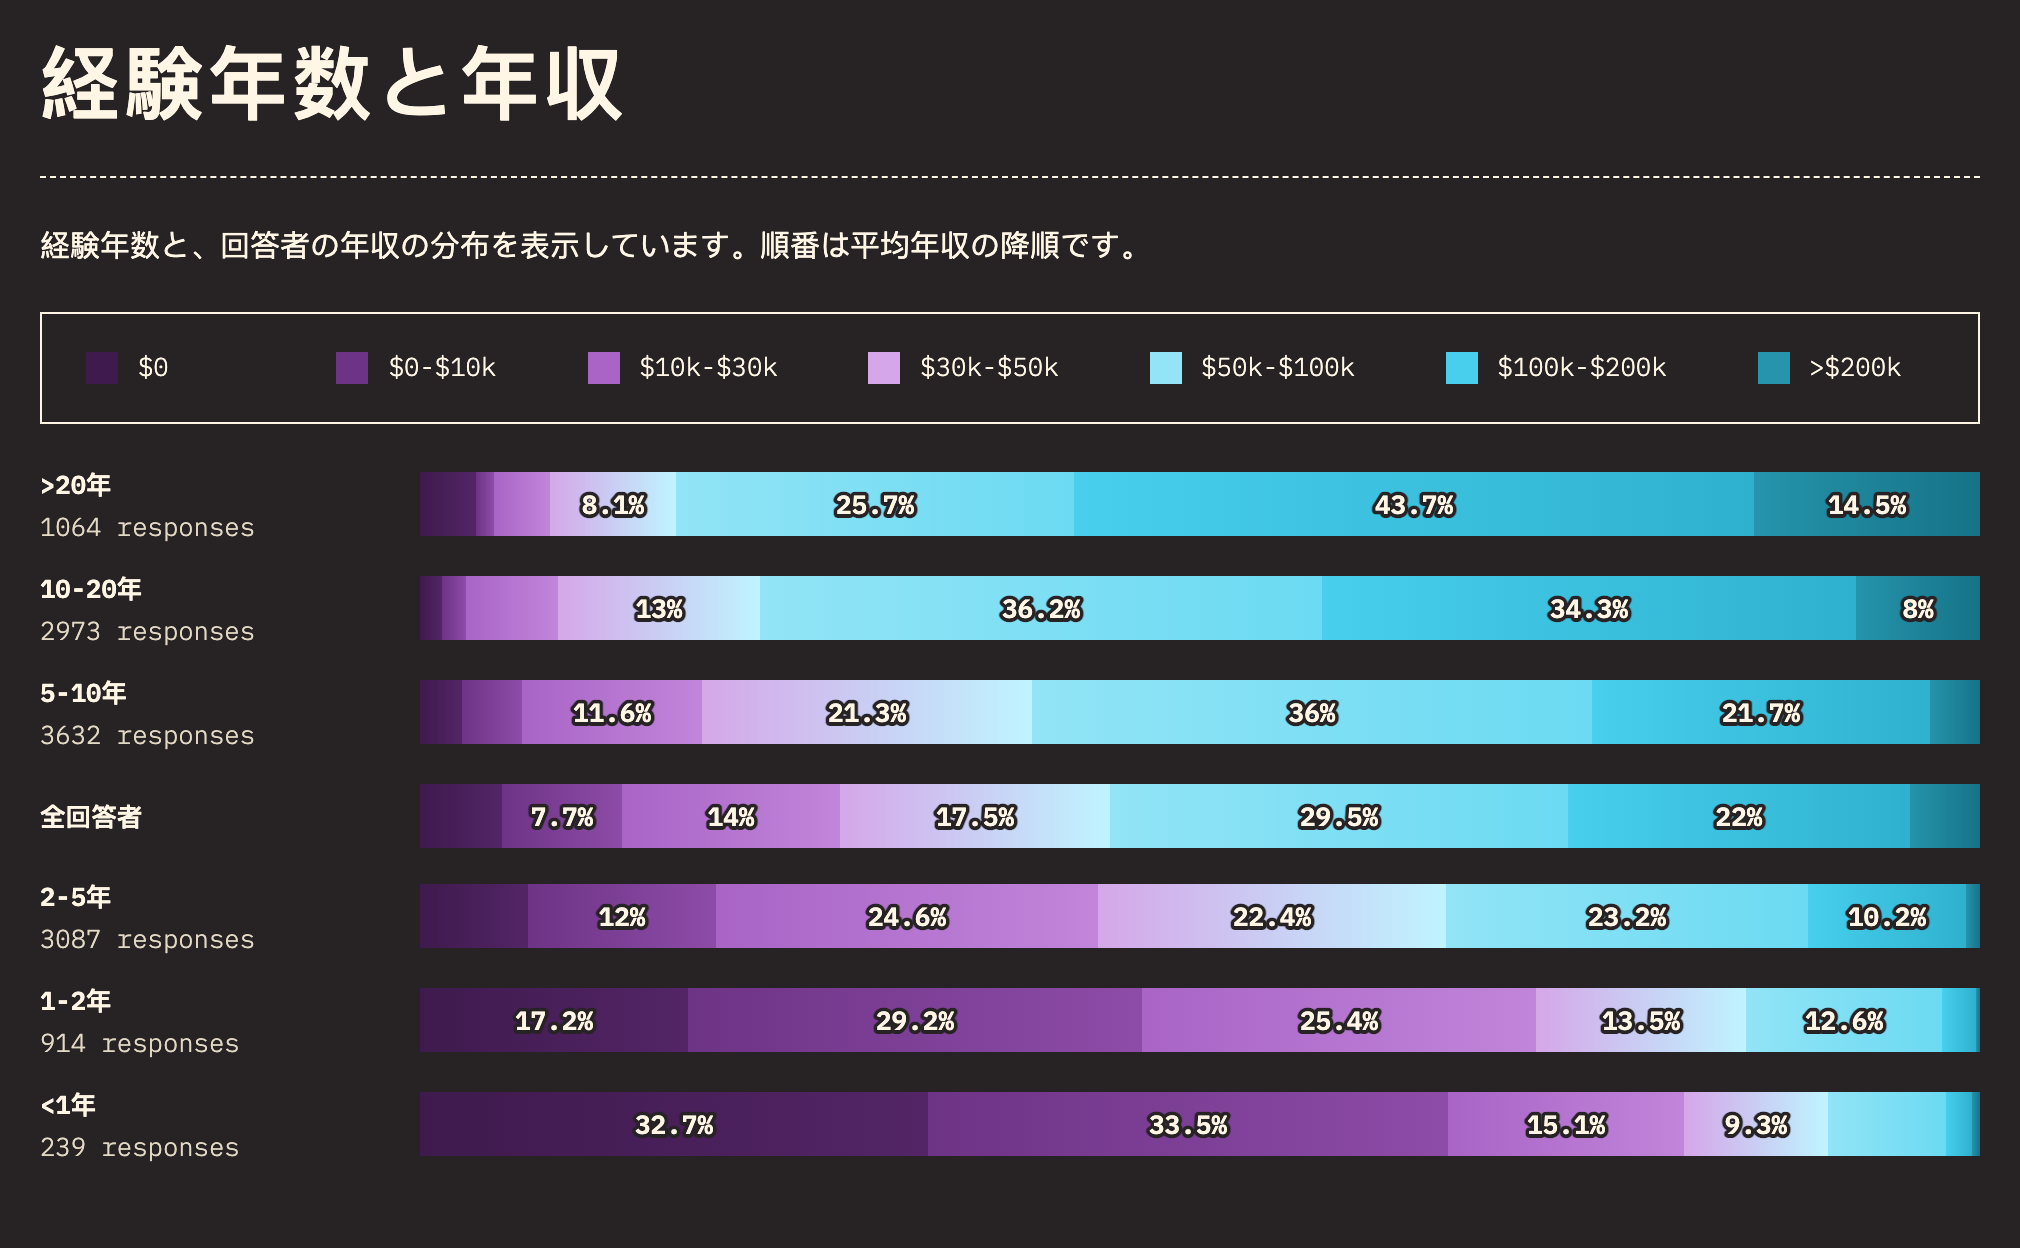 経験年数と年収
経験年数と、回答者の年収の分布を表示しています。順番は平均年収の降順です。
$0 $0-$10k $10k-$30k $30k-$50k $50k-$100k $100k-$200k >$200k
>20年
1064 responses
8.1% 25.7% 43.7% 14.5%
10-20年
2973 responses
13% 36.2% 34.3% 8%
5-10年
3632 responses
11.6% 21.3% 36% 21.7%
全回答者
7.7% 14% 17.5% 29.5% 22%
2-5年
3087 responses
12% 24.6% 22.4% 23.2% 10.2%
1-2年
914 responses
17.2% 29.2% 25.4% 13.5% 12.6%
<1年
239 responses
32.7% 33.5% 15.1% 9.3%